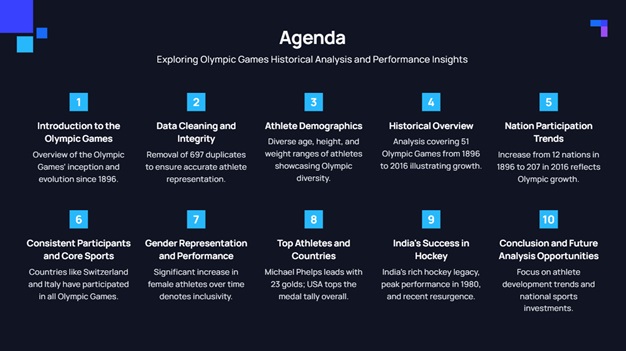 Agenda
Exploring Olympic Games Historical Analysis and Performance Insights
1
Introduction to the
Olympic Games
Overview of the Olympic
Games' inception and
evolution since 1896.
2
Data Cleaning and
Integrity
Removal of 697 duplicates
to ensure accurate athlete
representation.
3
Athlete Demographics
Diverse age, height, and
weight ranges of athletes
showcasing Olympic
diversity.
4
Historical Overview
Analysis covering 51
Olympic Games from 1896
to 2016 illustrating growth.
5
Nation Participation
Trends
Increase from 12 nations in
1896 to 207 in 2016 reflects
Olympic growth.
6
Consistent Participants
and Core Sports
Countries like Switzerland
and Italy have participated
in all Olympic Games.
7
Gender Representation
and Performance
Significant increase in
female athletes over time
denotes inclusivity.
8
Top Athletes and
Countries
Michael Phelps leads with
23 golds; USA tops the
medal tally overall.
9
India's Success in
Hockey
India's rich hockey legacy,
peak performance in 1980,
and recent resurgence.
10
Conclusion and Future
Analysis Opportunities
Focus on athlete
development trends and
national sports
investments.